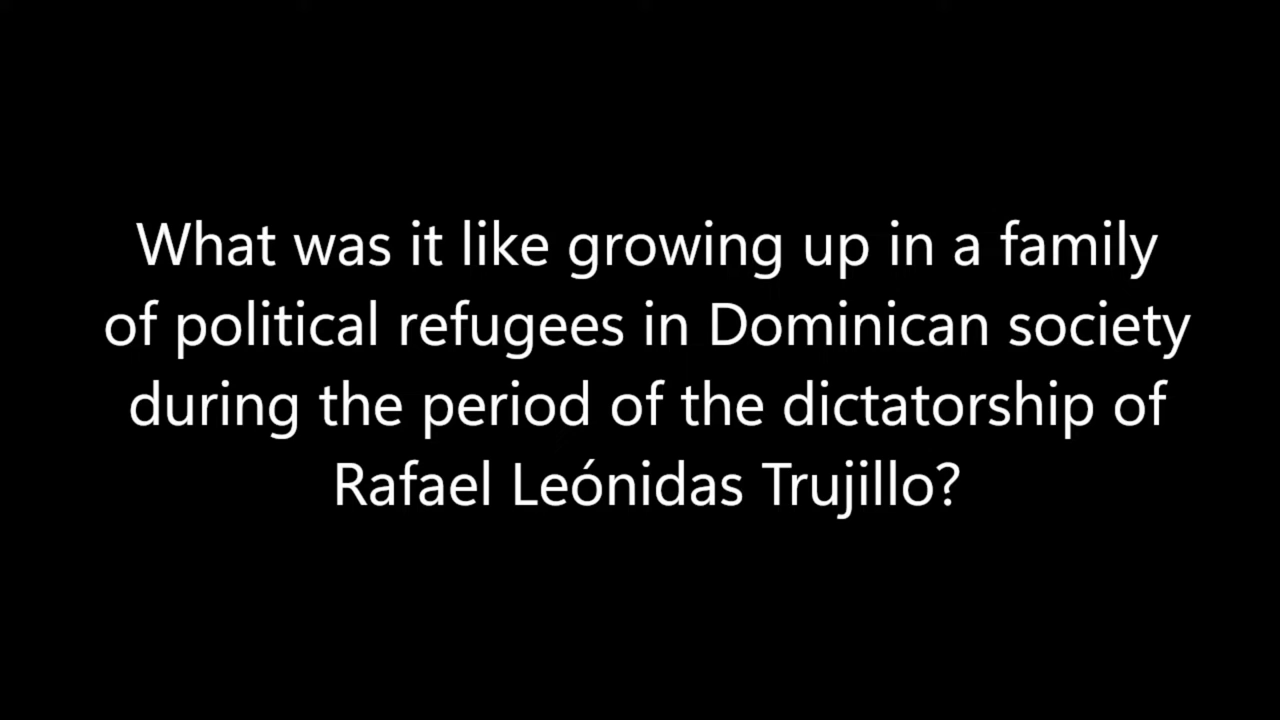 What was it like growing up in a family
of political refugees in Dominican society
during the period of the dictatorship of
Rafael Leónidas Trujillo?